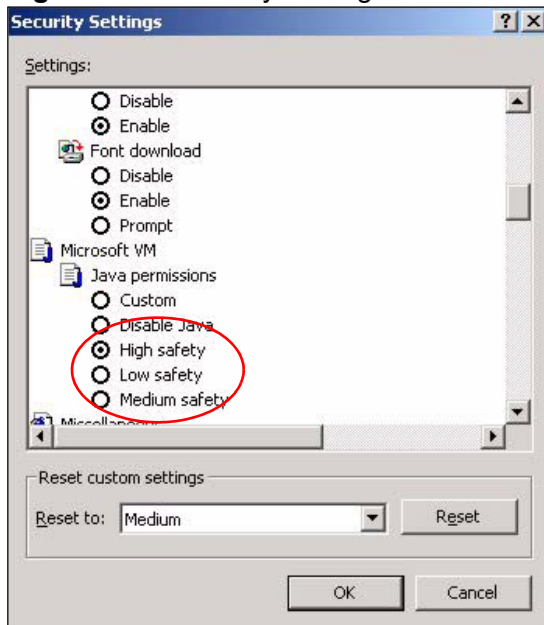 Security Settings
Settings:
Disable
Enable
Font download
Disable
Enable
Prompt
Microsoft VM
Java permissions
Custom
Disable Java
High safety
Low safety
Medium safety
Miscellaneous
Reset custom settings
Reset to: Medium Reset
OK Cancel